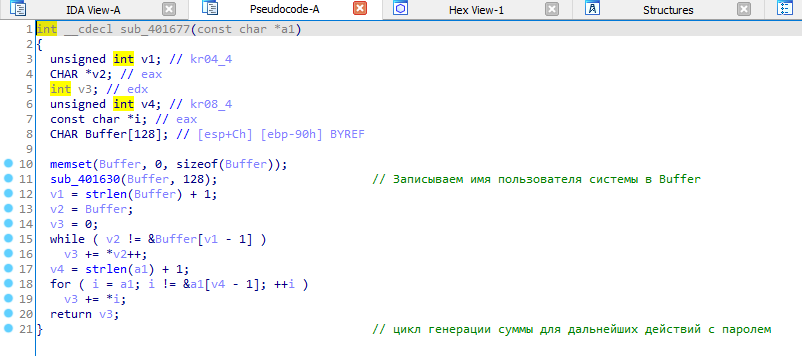 IDA View-A Pseudocode-A Hex View-1 Structures
1 int __cdecl sub_401677(const char *a1)
2 {
3 unsigned int v1; // kr04_4
4 CHAR *v2; // eax
5 int v3; // edx
6 unsigned int v4; // kr08_4
7 const char *i; // eax
8 CHAR Buffer[128]; // [esp+Ch] [ebp-90h] BYREF
9
10 memset(Buffer, 0, sizeof(Buffer));
11 sub_401630(Buffer, 128); // Записываем имя пользователя системы в Buffer
12 v1 = strlen(Buffer) + 1;
13 v2 = Buffer;
14 v3 = 0;
15 while ( v2 != &Buffer[v1 - 1] )
16 v3 += *v2++;
17 v4 = strlen(a1) + 1;
18 for ( i = a1; i != &a1[v4 - 1]; ++i )
19 v3 += *i;
20 return v3;
21 } // цикл генерации суммы для дальнейших действий с паролем